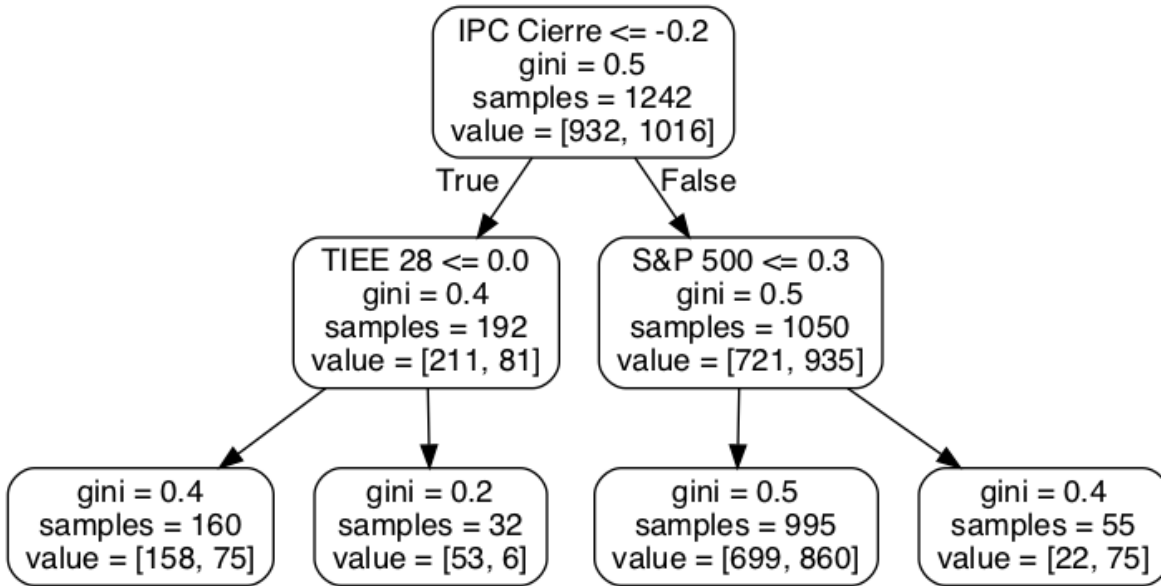 IPC Cierre <= -0.2
gini = 0.5
samples = 1242
value = [932, 1016]
True
False
TIEE 28 <= 0.0
gini = 0.4
samples = 192
value = [211, 81]
S&P 500 <= 0.3
gini = 0.5
samples = 1050
value = [721, 935]
gini = 0.4
samples = 160
value = [158, 75]
gini = 0.2
samples = 32
value = [53, 6]
gini = 0.5
samples = 995
value = [699, 860]
gini = 0.4
samples = 55
value = [22, 75]